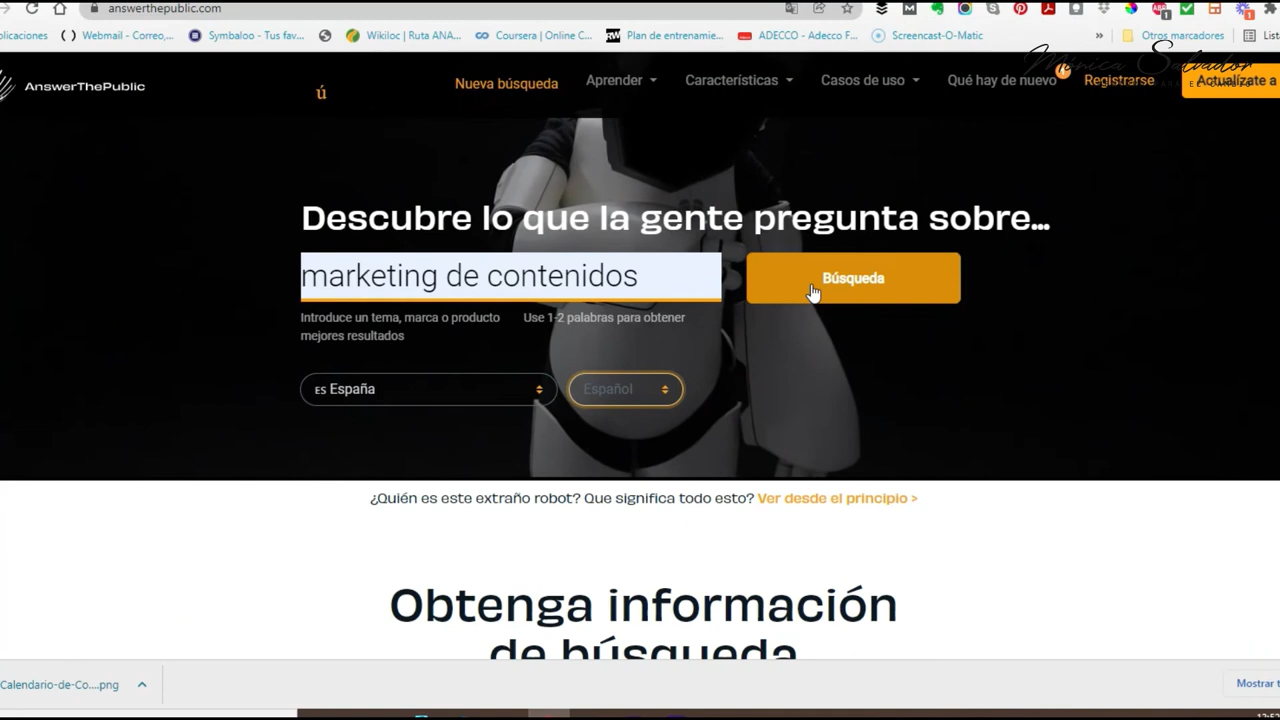 answerthepublic.com
plicaciones
Webmail - Correo,...
Symbaloo - Tus fav...
Wikiloc | Ruta ANA...
Coursera | Online C...
Plan de entrenamie...
ADECCO - Adecco F...
Screencast-O-Matic
»
Otros marcadores
Lista
AnswerThePublic
ú
Nueva búsqueda
Aprender
Características
Casos de uso
Qué hay de nuevo
Registrarse
Actualízate a
Mónica Salvador
Descubre lo que la gente pregunta sobre...
marketing de contenidos
Búsqueda
Introduce un tema, marca o producto Use 1-2 palabras para obtener
mejores resultados
ES España
Español
¿Quién es este extraño robot? Que significa todo esto? Ver desde el principio >
Obtenga información
de búsqueda
Calendario-de-Co....png
Mostrar t